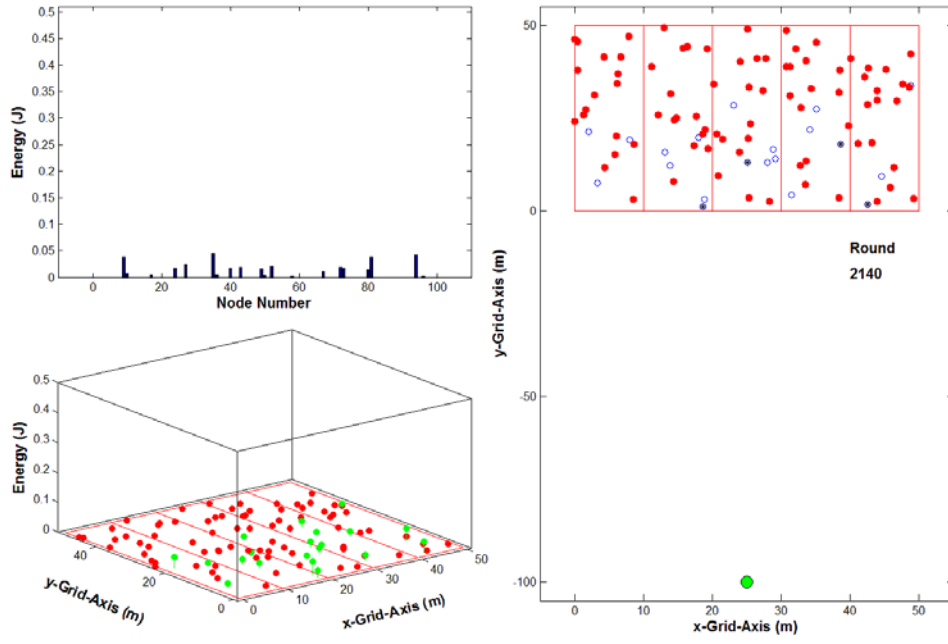 0.5
0.45
0.4
0.35
0.3
0.25
0.2
0.15
0.1
0.05
0
Energy (J)
0 20 40 60 80 100
Node Number
0.5
0.4
0.3
0.2
0.1
0
Energy (J)
40
20
0
y-Grid-Axis (m)
0 10 20 30 40 50
x-Grid-Axis (m)
50
0
-50
-100
y-Grid-Axis (m)
Round
2140
0 10 20 30 40 50
x-Grid-Axis (m)